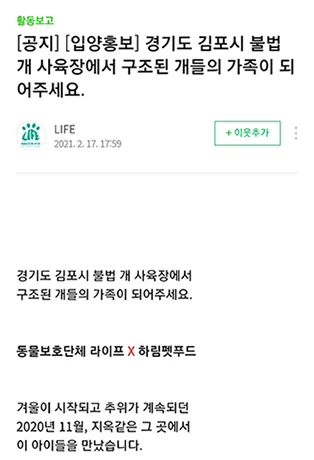 활동보고
[공지] [입양홍보] 경기도 김포시 불법
개 사육장에서 구조된 개들의 가족이 되
어주세요.
LIFE
LIFE
2021. 2. 17. 17:59
+ 이웃추가
경기도 김포시 불법 개 사육장에서
구조된 개들의 가족이 되어주세요.
동물보호단체 라이프 X 하림펫푸드
겨울이 시작되고 추위가 계속되던
2020년 11월, 지옥같은 그 곳에서
이 아이들을 만났습니다.